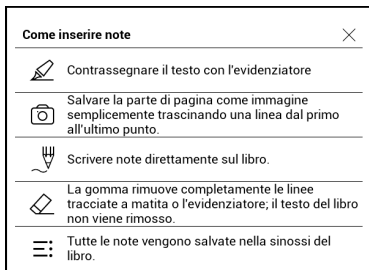 Come inserire note
Contrassegnare il testo con l'evidenziatore
Salvare la parte di pagina come immagine
semplicemente trascinando una linea dal primo
all'ultimo punto.
Scrivere note direttamente sul libro.
La gomma rimuove completamente le linee
tracciate a matita o l'evidenziatore; il testo del libro
non viene rimosso.
Tutte le note vengono salvate nella sinossi del
libro.